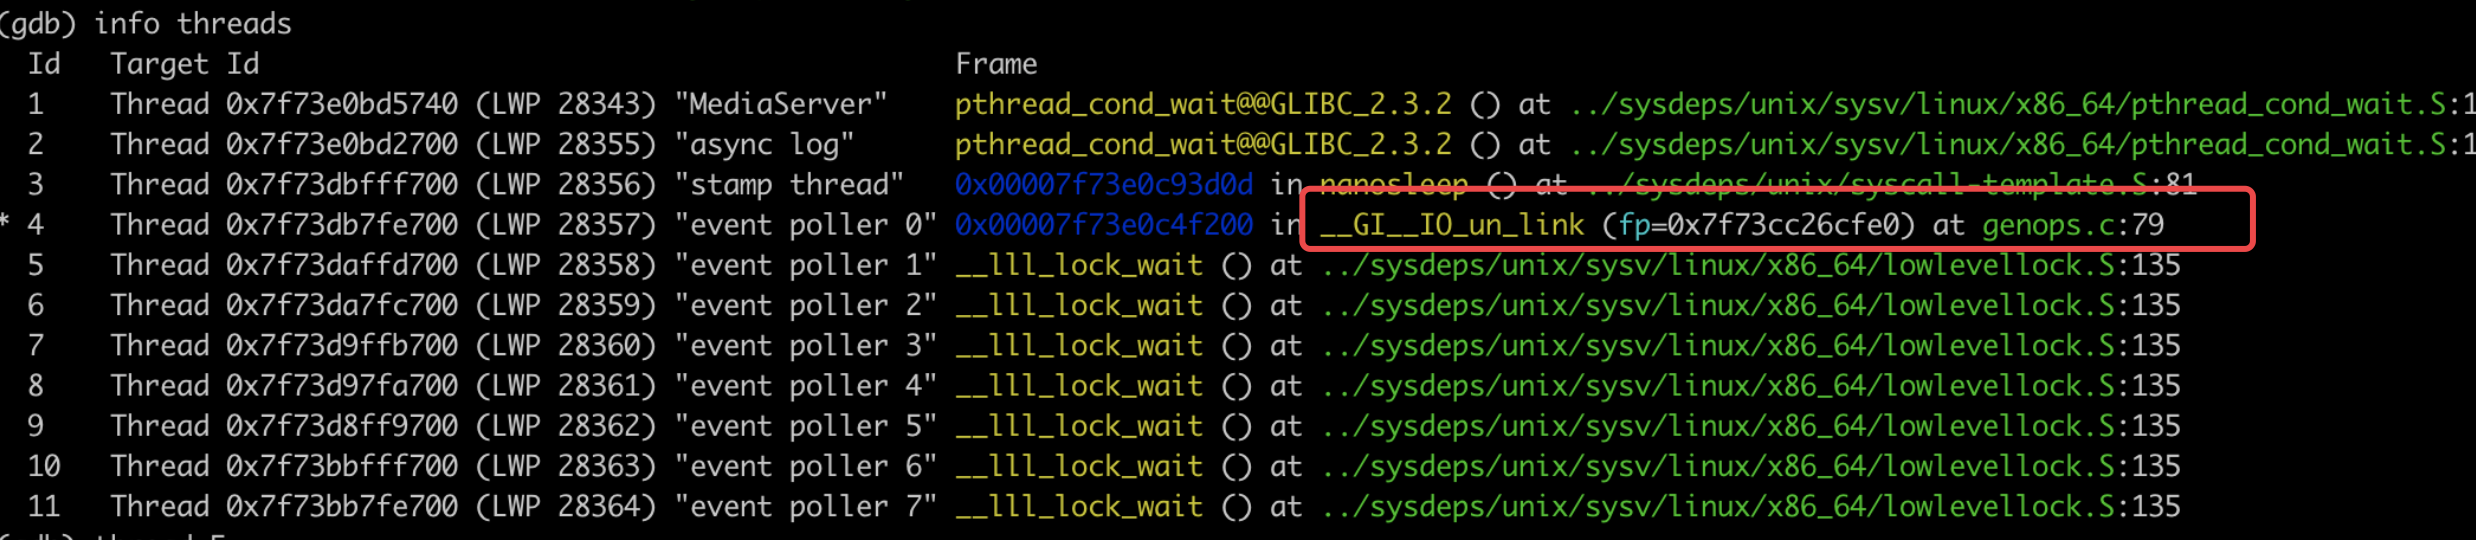 (gdb) info threads
Id Target Id Frame
1 Thread 0x7f73e0bd5740 (LWP 28343) "MediaServer" pthread_cond_wait@@GLIBC_2.3.2 () at ../sysdeps/unix/sysv/linux/x86_64/pthread_cond_wait.S:1
2 Thread 0x7f73e0bd2700 (LWP 28355) "async log" pthread_cond_wait@@GLIBC_2.3.2 () at ../sysdeps/unix/sysv/linux/x86_64/pthread_cond_wait.S:1
3 Thread 0x7f73dbfff700 (LWP 28356) "stamp thread" 0x00007f73e0c93d0d in nanosleep () at ../sysdeps/unix/syscall-template.S:81
* 4 Thread 0x7f73db7fe700 (LWP 28357) "event poller 0" 0x00007f73e0c4f200 in __GI__IO_un_link (fp=0x7f73cc26cfe0) at genops.c:79
5 Thread 0x7f73daffd700 (LWP 28358) "event poller 1" __lll_lock_wait () at ../sysdeps/unix/sysv/linux/x86_64/lowlevellock.S:135
6 Thread 0x7f73da7fc700 (LWP 28359) "event poller 2" __lll_lock_wait () at ../sysdeps/unix/sysv/linux/x86_64/lowlevellock.S:135
7 Thread 0x7f73d9ffb700 (LWP 28360) "event poller 3" __lll_lock_wait () at ../sysdeps/unix/sysv/linux/x86_64/lowlevellock.S:135
8 Thread 0x7f73d97fa700 (LWP 28361) "event poller 4" __lll_lock_wait () at ../sysdeps/unix/sysv/linux/x86_64/lowlevellock.S:135
9 Thread 0x7f73d8ff9700 (LWP 28362) "event poller 5" __lll_lock_wait () at ../sysdeps/unix/sysv/linux/x86_64/lowlevellock.S:135
10 Thread 0x7f73bbfff700 (LWP 28363) "event poller 6" __lll_lock_wait () at ../sysdeps/unix/sysv/linux/x86_64/lowlevellock.S:135
11 Thread 0x7f73bb7fe700 (LWP 28364) "event poller 7" __lll_lock_wait () at ../sysdeps/unix/sysv/linux/x86_64/lowlevellock.S:135